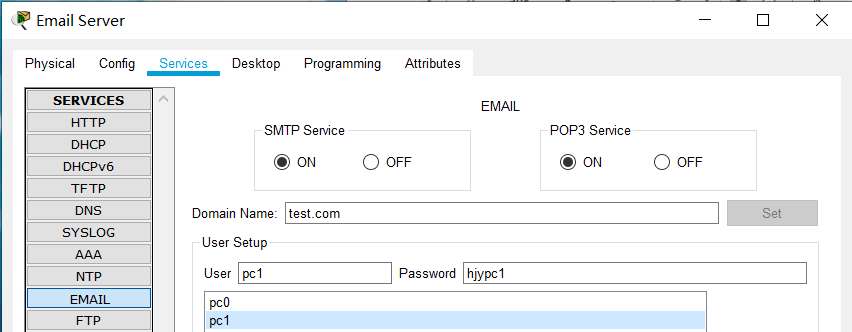 Email Server
Physical Config Services Desktop Programming Attributes
SERVICES
HTTP
DHCP
DHCPv6
TFTP
DNS
SYSLOG
AAA
NTP
EMAIL
FTP
EMAIL
SMTP Service
ON OFF
POP3 Service
ON OFF
Domain Name: test.com Set
User Setup
User pc1 Password hjypc1
pc0
pc1